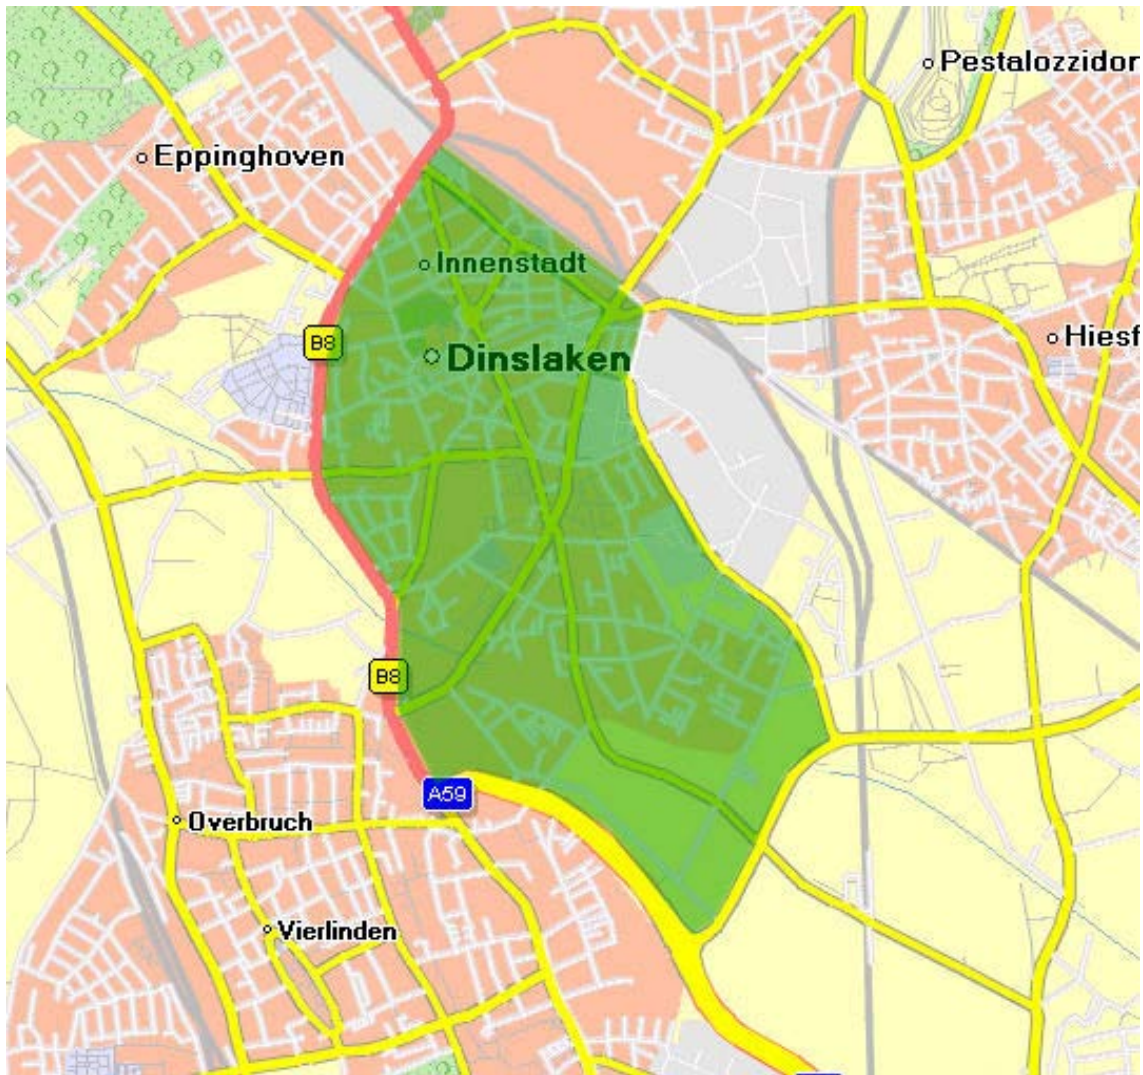 Pestalozzidor
Eppinghoven
Innenstadt
B8
Hiesf
Dinslaken
B8
A59
Overbruch
Vierlinden